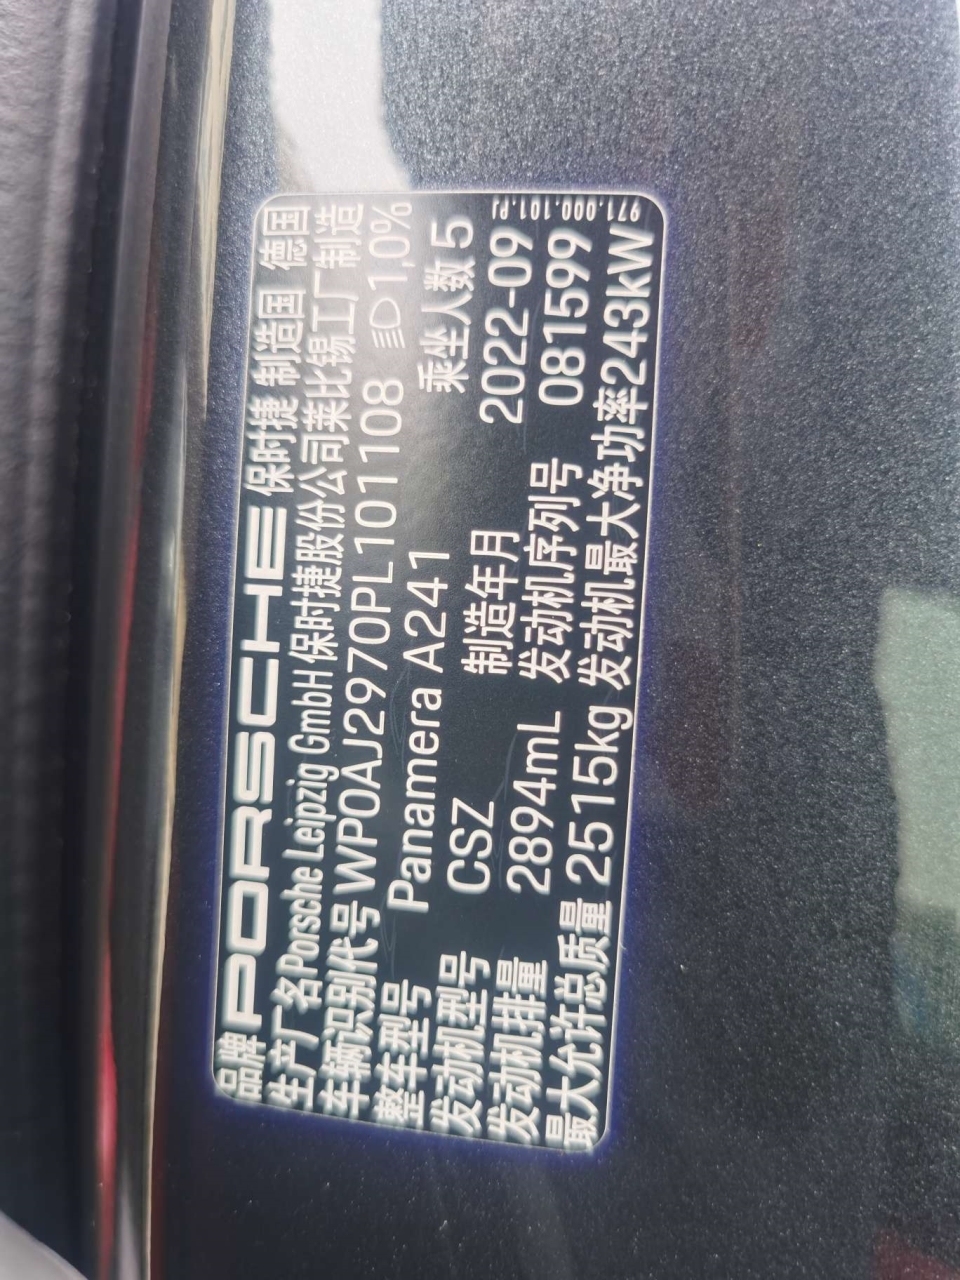 品牌 PORSCHE 保时捷 制造国 德国
生产厂名 Porsche Leipzig GmbH 保时捷股份公司莱比锡工厂制造
车辆识别代号 WP0AJ2970PL101108 1,0%
整车型号 Panamera A241 乘坐人数 5
发动机型号 CSZ 制造年月 2022-09
发动机排量 2894mL 发动机序列号 081599
最大允许总质量 2515kg 发动机最大净功率243kW
971.000.101.PJ